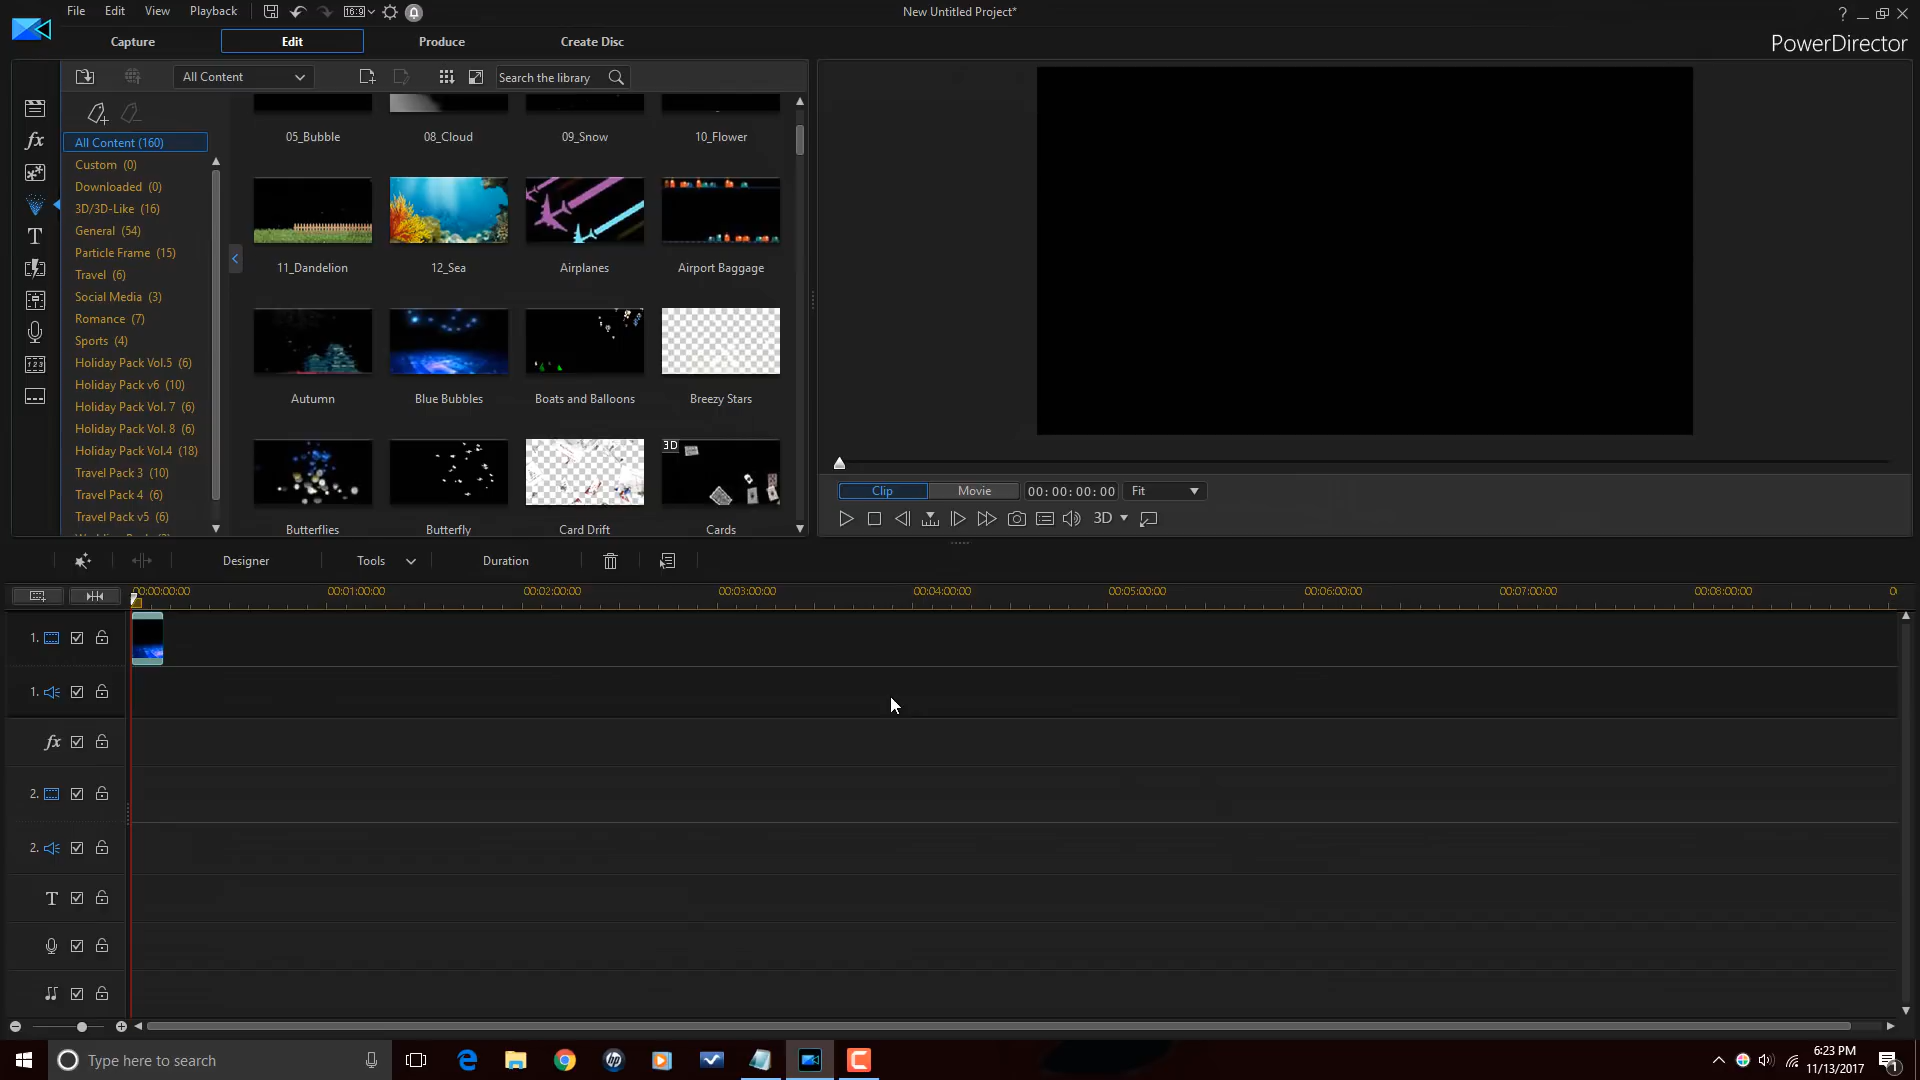 File Edit View Playback 16:9 New Untitled Project* ?
Capture Edit Produce Create Disc PowerDirector
All Content Search the library
All Content (160)
Custom (0)
Downloaded (0)
3D/3D-Like (16)
General (54)
Particle Frame (15)
Travel (6)
Social Media (3)
Romance (7)
Sports (4)
Holiday Pack Vol.5 (6)
Holiday Pack v6 (10)
Holiday Pack Vol. 7 (6)
Holiday Pack Vol. 8 (6)
Holiday Pack Vol.4 (18)
Travel Pack 3 (10)
Travel Pack 4 (6)
Travel Pack v5 (6)
fx
T
05_Bubble 08_Cloud 09_Snow 10_Flower
11_Dandelion 12_Sea Airplanes Airport Baggage
Autumn Blue Bubbles Boats and Balloons Breezy Stars
3D
Butterflies Butterfly Card Drift Cards
Clip Movie 00:00:00:00 Fit
3D
Designer Tools Duration
00:00:00:00 00:01:00:00 00:02:00:00 00:03:00:00 00:04:00:00 00:05:00:00 00:06:00:00 00:07:00:00 00:08:00:00
1.
1.
fx
2.
2.
T
Type here to search
6:23 PM
11/13/2017
1